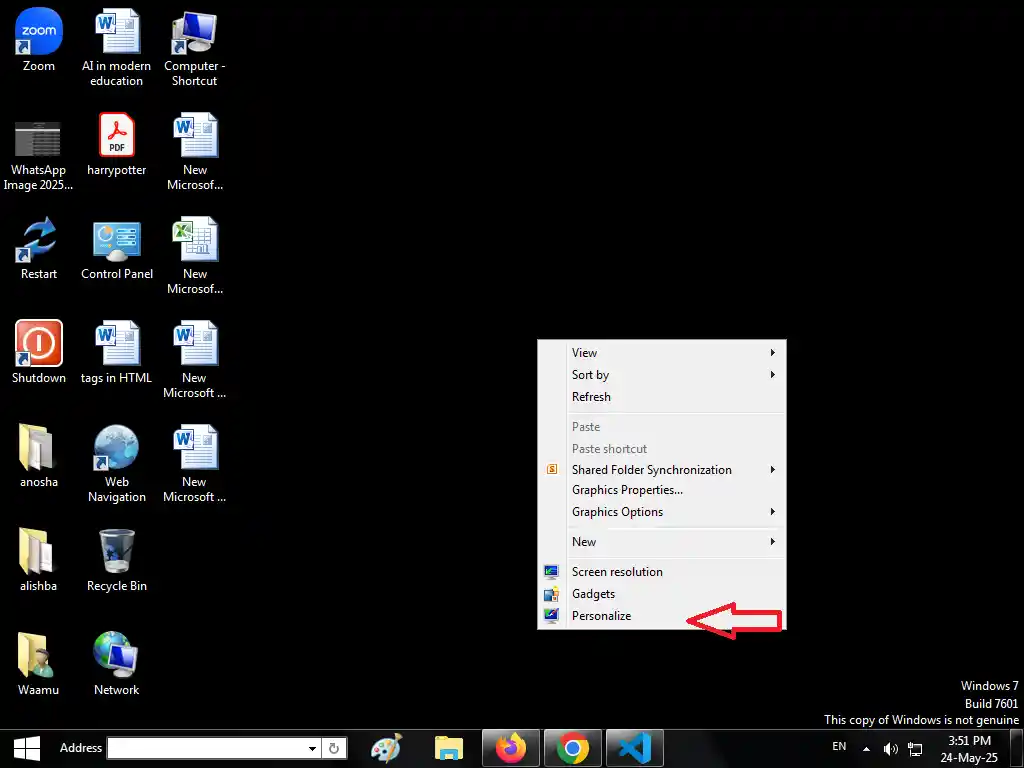 zoom
Zoom
AI in modern
education
Computer -
Shortcut
WhatsApp
Image 2025...
PDF
harrypotter
New
Microsof...
Restart
Control Panel
New
Microsof...
Shutdown
tags in HTML
New
Microsoft ...
anosha
Web
Navigation
New
Microsoft ...
alishba
Recycle Bin
Waamu
Network
View
Sort by
Refresh
Paste
Paste shortcut
Shared Folder Synchronization
Graphics Properties...
Graphics Options
New
Screen resolution
Gadgets
Personalize
Windows 7
Build 7601
This copy of Windows is not genuine
Address
EN
3:51 PM
24-May-25